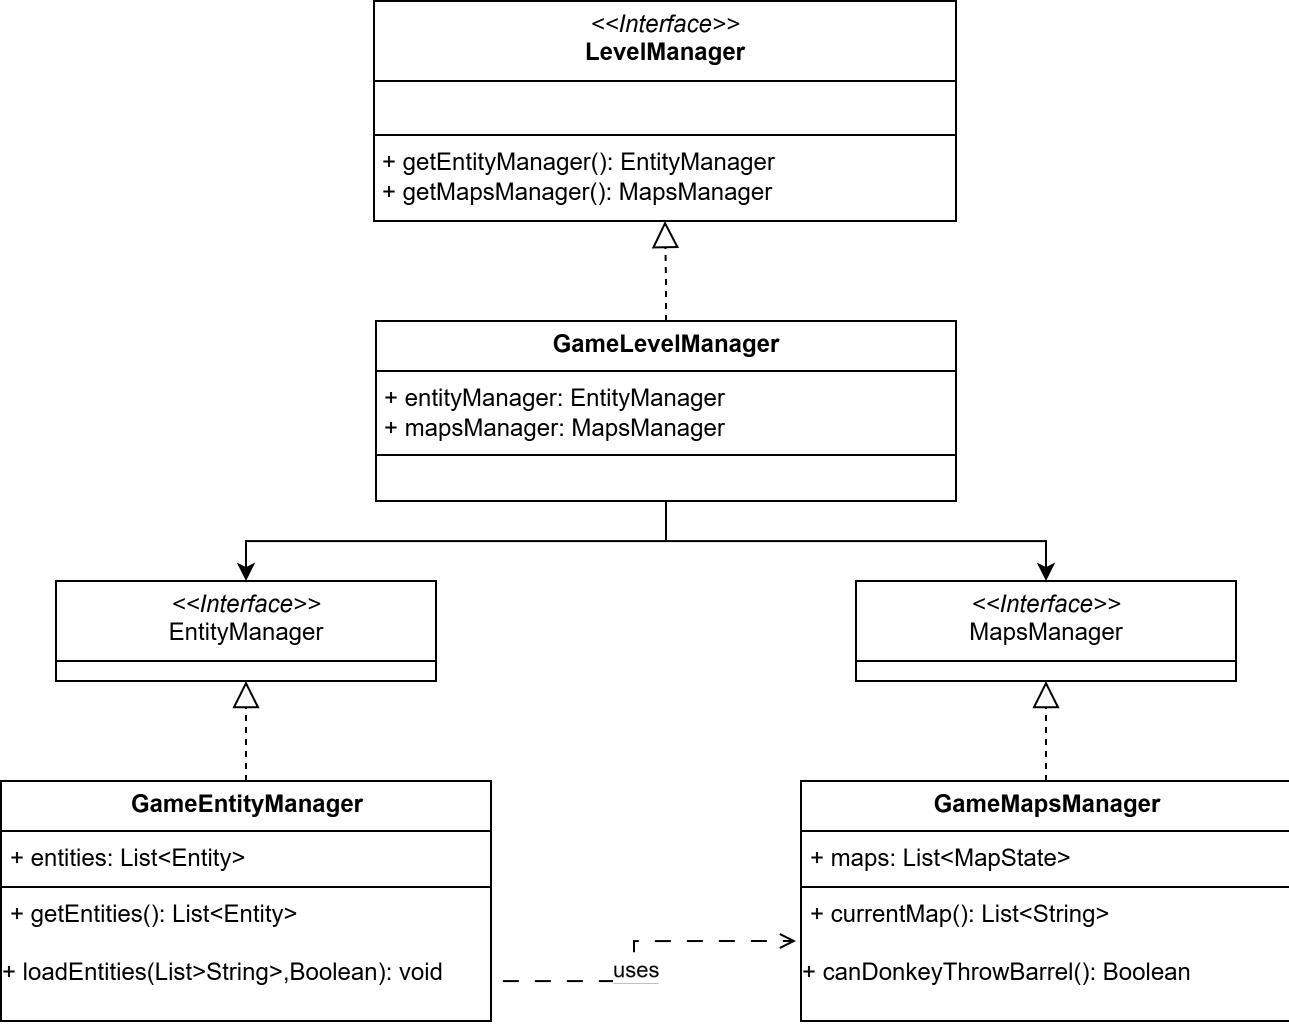 <<Interface>>
LevelManager
+ getEntityManager(): EntityManager
+ getMapsManager(): MapsManager
GameLevelManager
+ entityManager: EntityManager
+ mapsManager: MapsManager
<<Interface>>
EntityManager
<<Interface>>
MapsManager
GameEntityManager
+ entities: List<Entity>
+ getEntities(): List<Entity>
+ loadEntities(List>String>,Boolean): void
uses
GameMapsManager
+ maps: List<MapState>
+ currentMap(): List<String>
+ canDonkeyThrowBarrel(): Boolean